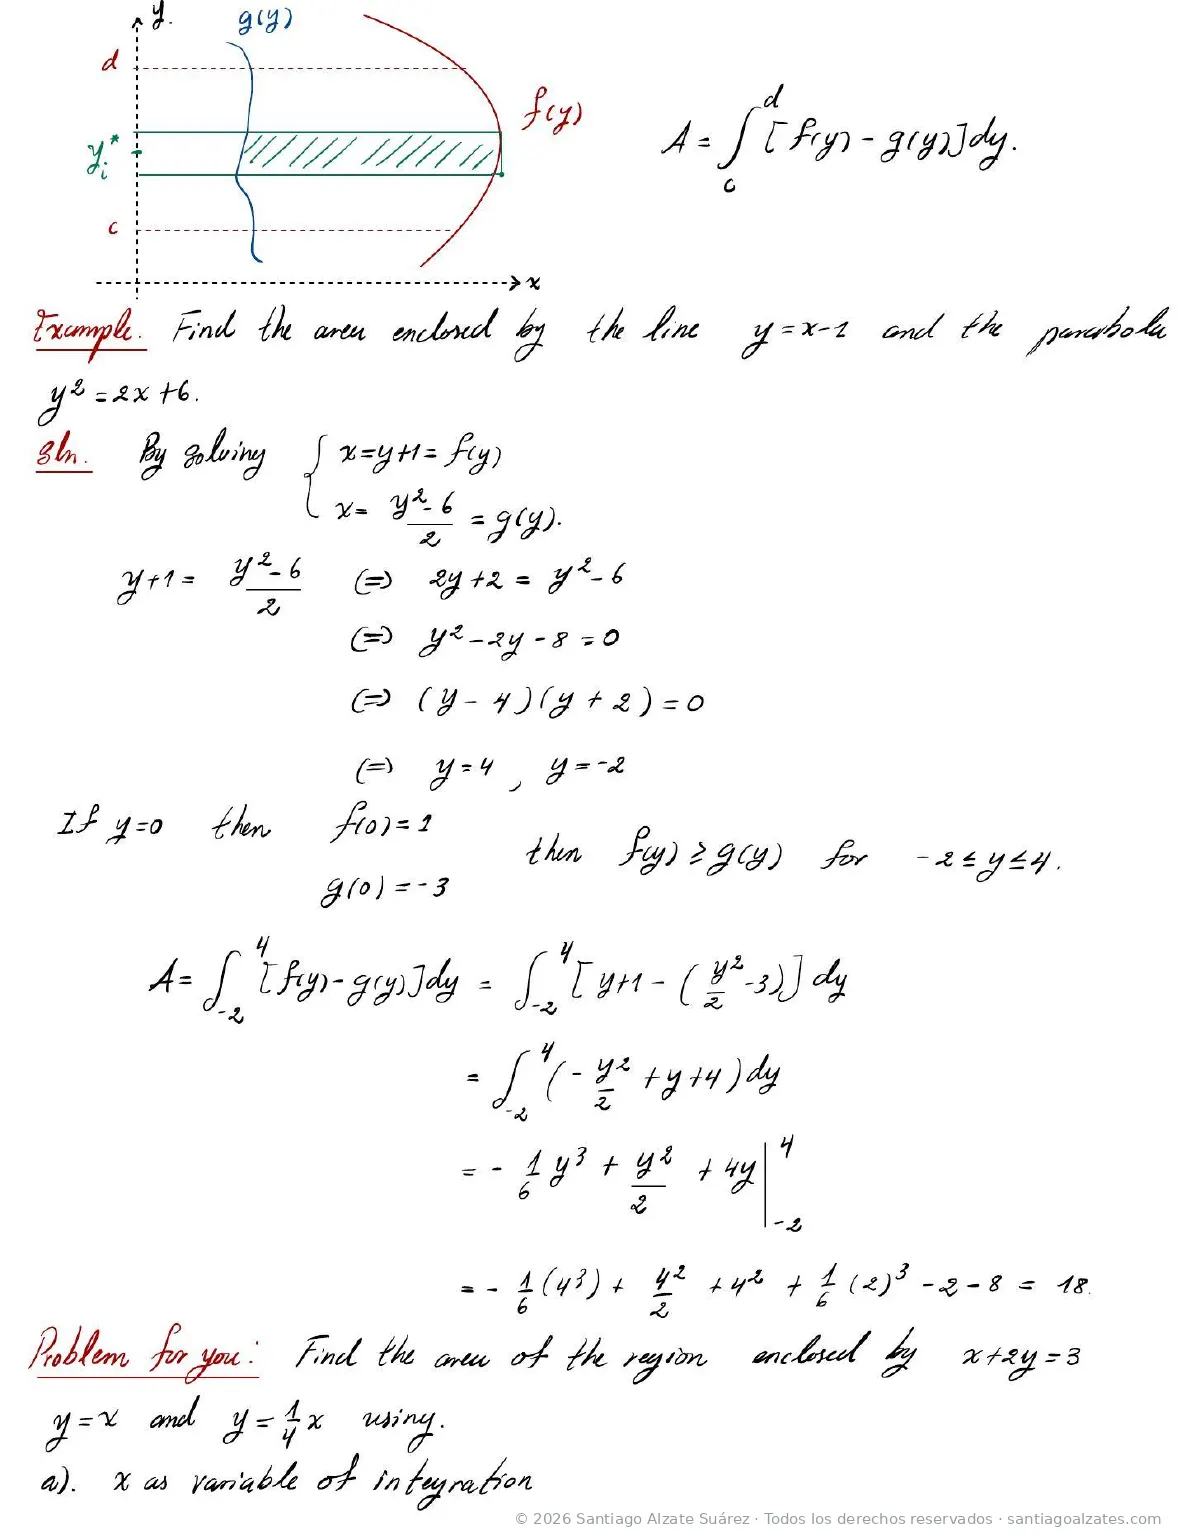 y.
g(y)
d
f(y)
y_i^*
c
x
A = ∫_c^d [f(y) - g(y)]dy.
Example. Find the area enclosed by the line y = x-1 and the parabola
y² = 2x + 6.
Sln. By solving { x = y+1 = f(y)
x = (y²-6)/2 = g(y).
y+1 = (y²-6)/2 (=) 2y+2 = y²-6
(=) y² - 2y - 8 = 0
(=) (y - 4)(y + 2) = 0
(=) y = 4 , y = -2
If y=0 then f(0) = 1
g(0) = -3
then f(y) ≥ g(y) for -2 ≤ y ≤ 4.
A = ∫_{-2}^4 [f(y) - g(y)]dy = ∫_{-2}^4 [y+1 - (y²/2 - 3)] dy
= ∫_{-2}^4 (- y²/2 + y + 4) dy
= - 1/6 y³ + y²/2 + 4y |_{-2}^4
= - 1/6 (4³) + 4²/2 + 4² + 1/6 (2)³ - 2 - 8 = 18.
Problem for you: Find the area of the region enclosed by x + 2y = 3
y = x and y = 1/4 x using.
a). x as variable of integration
© 2026 Santiago Alzate Suárez · Todos los derechos reservados · santiagoalzates.com